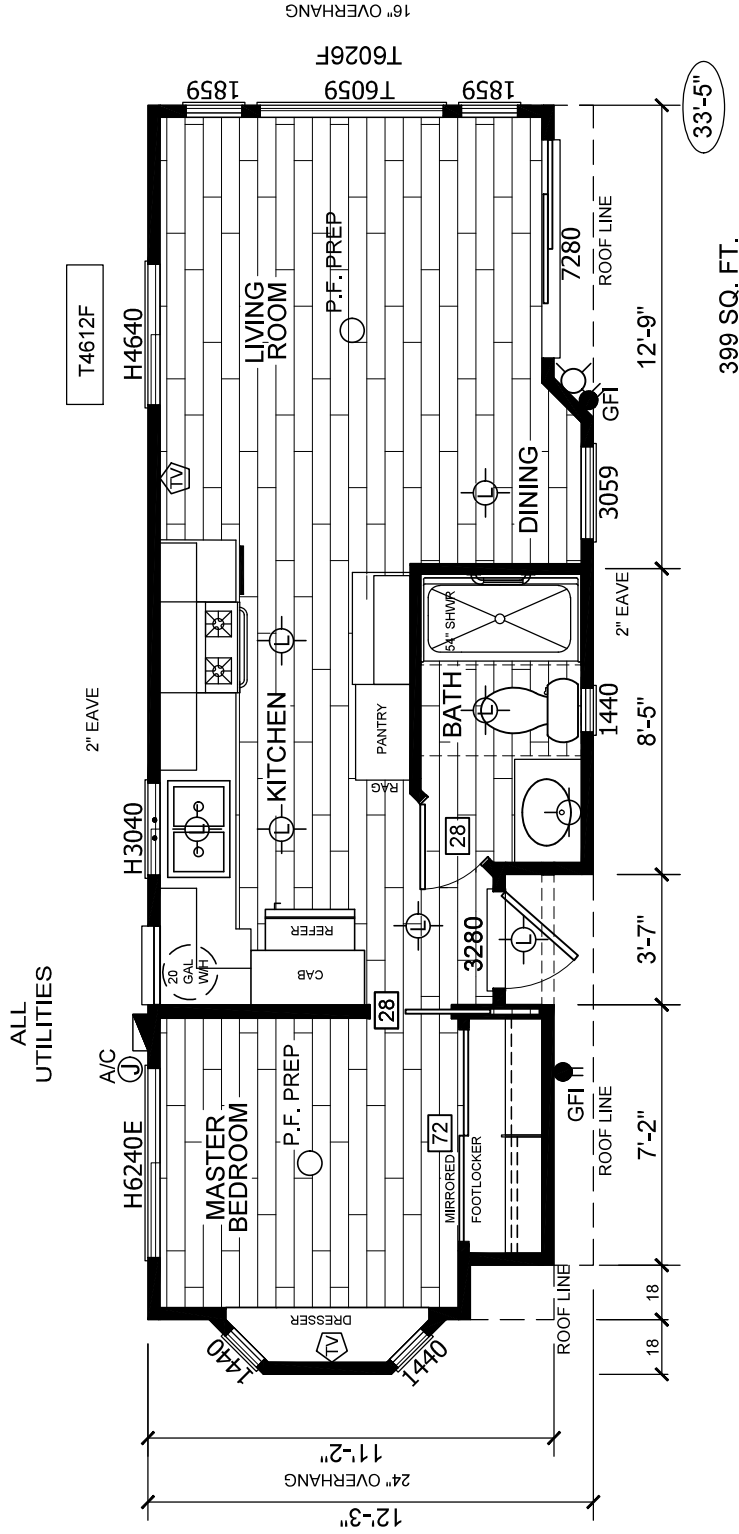 ALL
UTILITIES
2" EAVE
T4612F
A/C
J
H6240E
H3040
H4640
16" OVERHANG
T6026F
1859
T6059
1859
20
GAL
W/H
L
TV
MASTER
BEDROOM
P.F. PREP
CAB
REFER
KITCHEN
L
L
LIVING
ROOM
P.F. PREP
1440
DRESSER
TV
1440
28
72
MIRRORED
FOOTLOCKER
L
3280
L
28
RAG
PANTRY
BATH
L
54" SHWR
L
DINING
7280
ROOF LINE
GFI
3059
2" EAVE
1440
GFI
ROOF LINE
ROOF LINE
18
18
7'-2"
3'-7"
8'-5"
12'-9"
33'-5"
11'-2"
24" OVERHANG
12'-3"
399 SQ. FT.